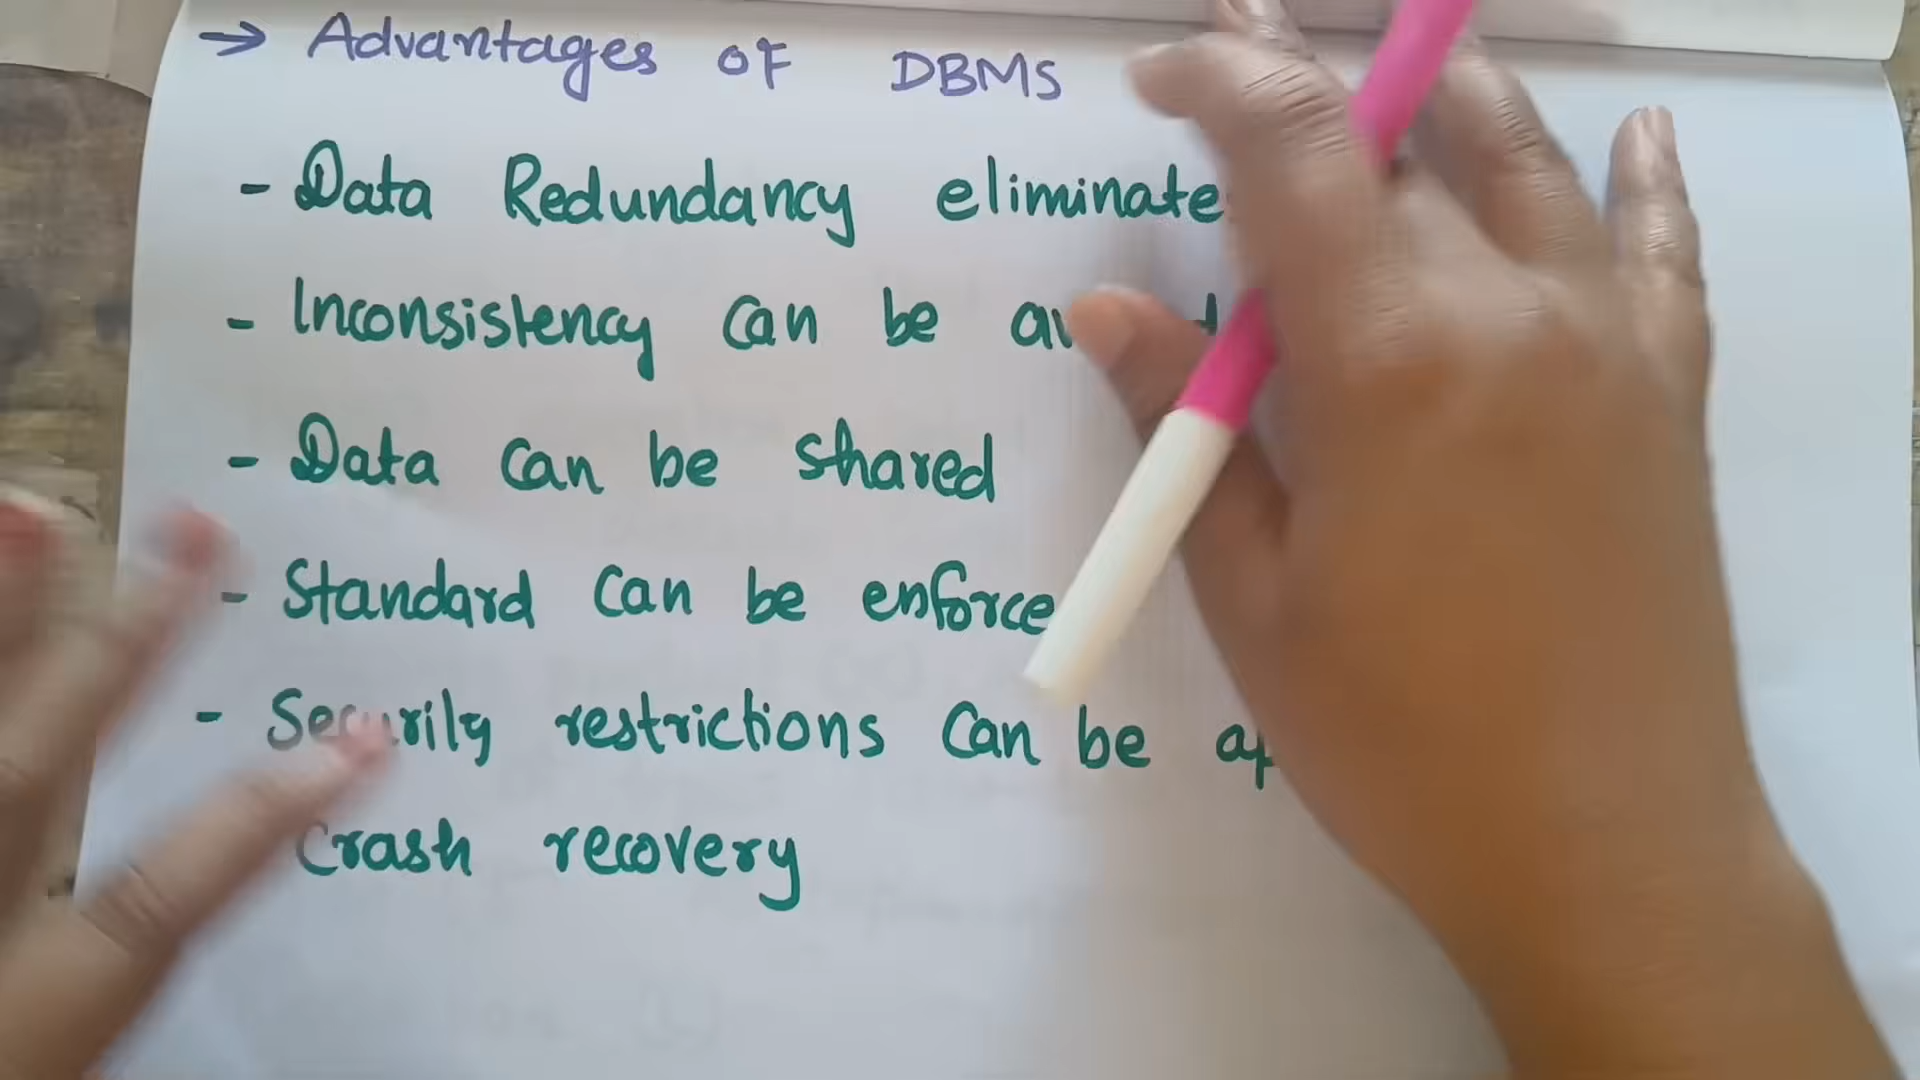 → Advantages of DBMS
- Data Redundancy eliminate
- Inconsistency can be
- Data can be shared
- Standard can be enforce
- Security restrictions can be
Crash recovery